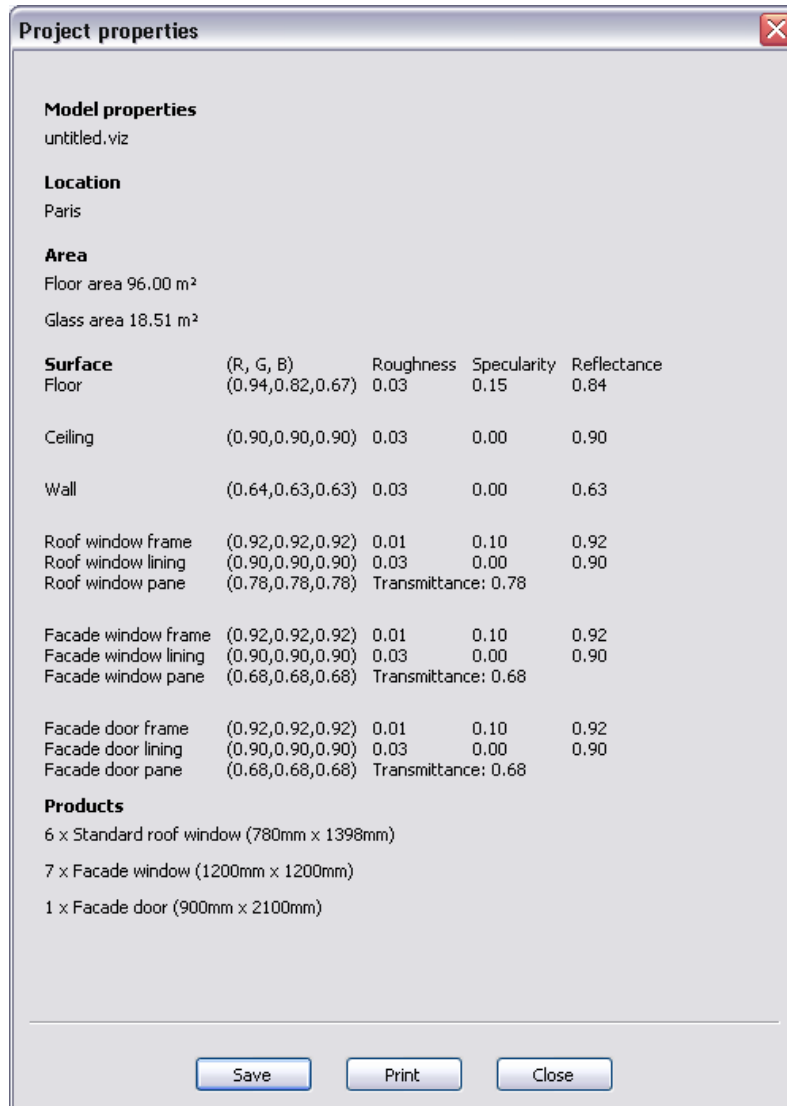 Project properties
Model properties
untitled.viz
Location
Paris
Area
Floor area 96.00 m²
Glass area 18.51 m²
Surface (R, G, B) Roughness Specularity Reflectance
Floor (0.94,0.82,0.67) 0.03 0.15 0.84
Ceiling (0.90,0.90,0.90) 0.03 0.00 0.90
Wall (0.64,0.63,0.63) 0.03 0.00 0.63
Roof window frame (0.92,0.92,0.92) 0.01 0.10 0.92
Roof window lining (0.90,0.90,0.90) 0.03 0.00 0.90
Roof window pane (0.78,0.78,0.78) Transmittance: 0.78
Facade window frame (0.92,0.92,0.92) 0.01 0.10 0.92
Facade window lining (0.90,0.90,0.90) 0.03 0.00 0.90
Facade window pane (0.68,0.68,0.68) Transmittance: 0.68
Facade door frame (0.92,0.92,0.92) 0.01 0.10 0.92
Facade door lining (0.90,0.90,0.90) 0.03 0.00 0.90
Facade door pane (0.68,0.68,0.68) Transmittance: 0.68
Products
6 x Standard roof window (780mm x 1398mm)
7 x Facade window (1200mm x 1200mm)
1 x Facade door (900mm x 2100mm)
Save Print Close